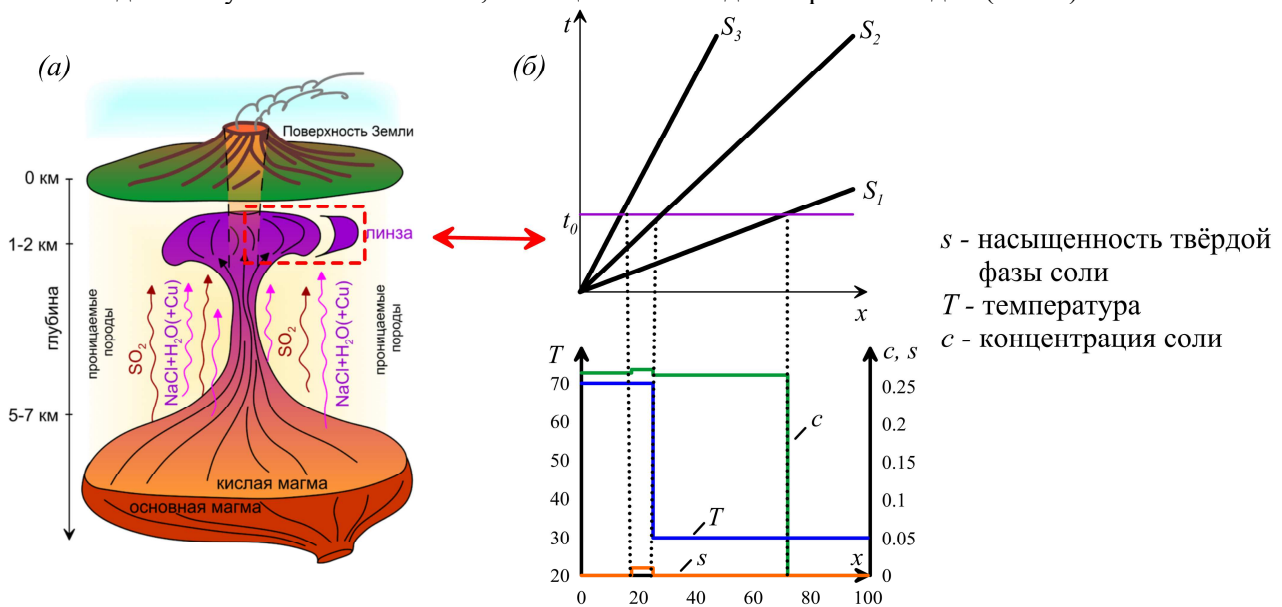 (а)
Поверхность Земли
0 км
линза
1-2 км
глубина
проницаемые
породы
SO2
NaCl+H2O(+Cu)
SO2
NaCl+H2O(+Cu)
проницаемые
породы
5-7 км
кислая магма
основная магма
(б)
t
S3
S2
S1
t0
x
T
c, s
70
60
50
40
30
20
0.25
0.2
0.15
0.1
0.05
0
c
T
s
x
0
20
40
60
80
100
s - насыщенность твёрдой
фазы соли
T - температура
c - концентрация соли